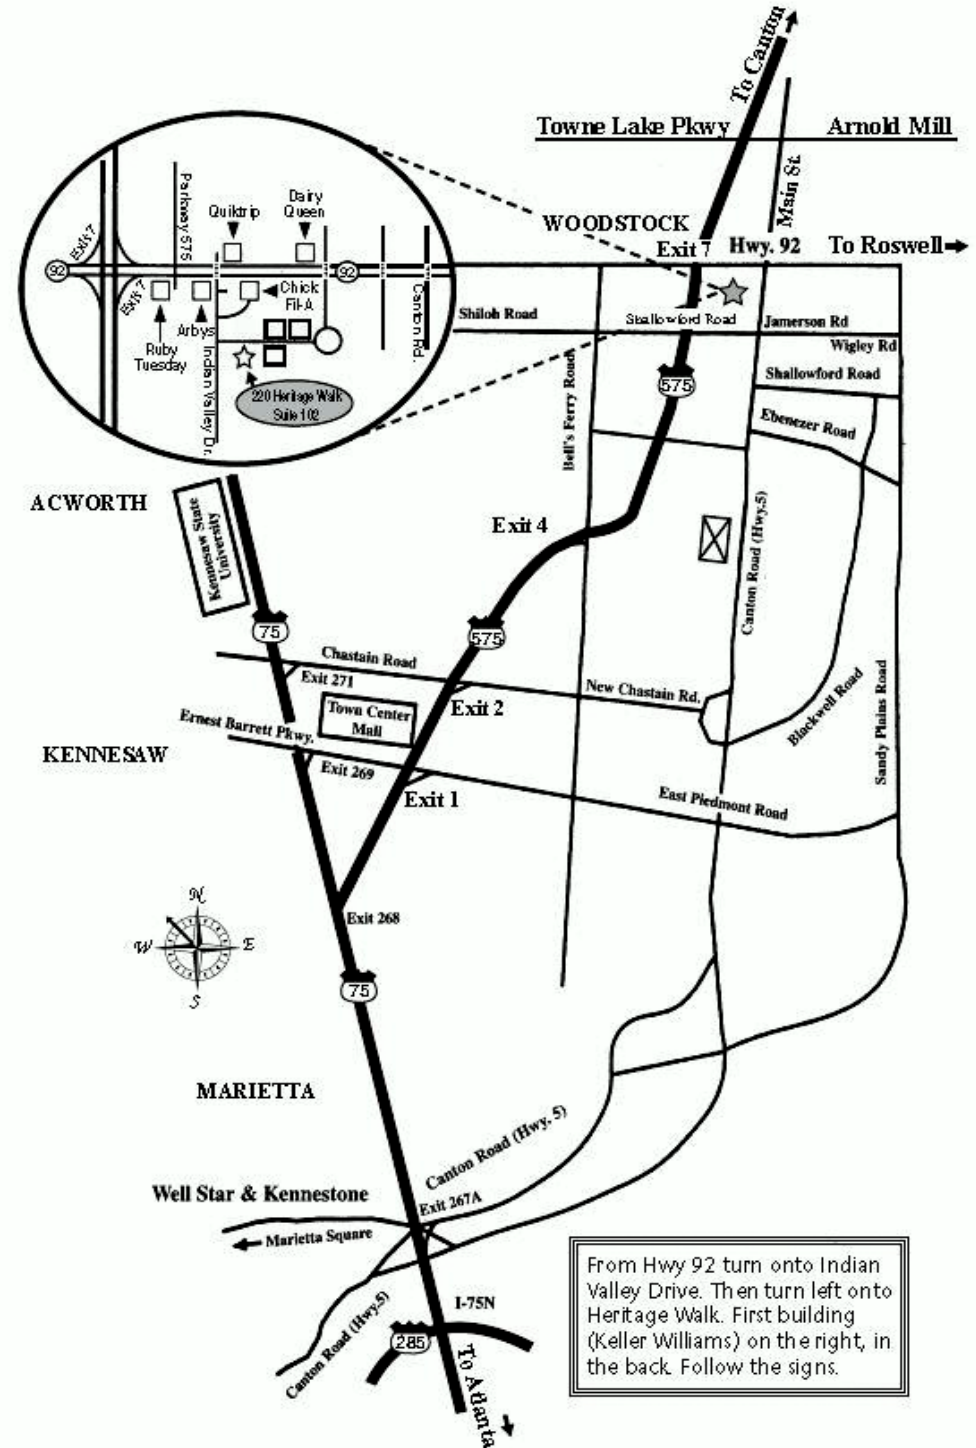 To Canton
Towne Lake Pkwy
Arnold Mill
Main St.
WOODSTOCK
Exit 7
Hwy. 92
To Roswell
Parkway 575
Quiktrip
Dairy
Queen
Exit 7
92
92
Exit 7
Chick
Fil-A
Arbys
Ruby
Tuesday
Indian Valley Dr.
Canton Rd.
220 Heritage Walk
Suite 102
Shiloh Road
Shallowford Road
Jamerson Rd
Wigley Rd
Shallowford Road
575
Bell's Ferry Road
Ebenezer Road
ACWORTH
Kennesaw State
University
Exit 4
Canton Road (Hwy.5)
75
575
Chastain Road
Exit 271
New Chastain Rd.
Town Center
Mall
Exit 2
Blackwell Road
Sandy Plains Road
Ernest Barrett Pkwy.
KENNESAW
Exit 269
Exit 1
East Piedmont Road
Exit 268
N
W
E
S
75
MARIETTA
Canton Road (Hwy. 5)
Well Star & Kennestone
Exit 267A
Marietta Square
Canton Road (Hwy.5)
I-75N
285
To Atlanta
From Hwy 92 turn onto Indian
Valley Drive. Then turn left onto
Heritage Walk. First building
(Keller Williams) on the right, in
the back. Follow the signs.